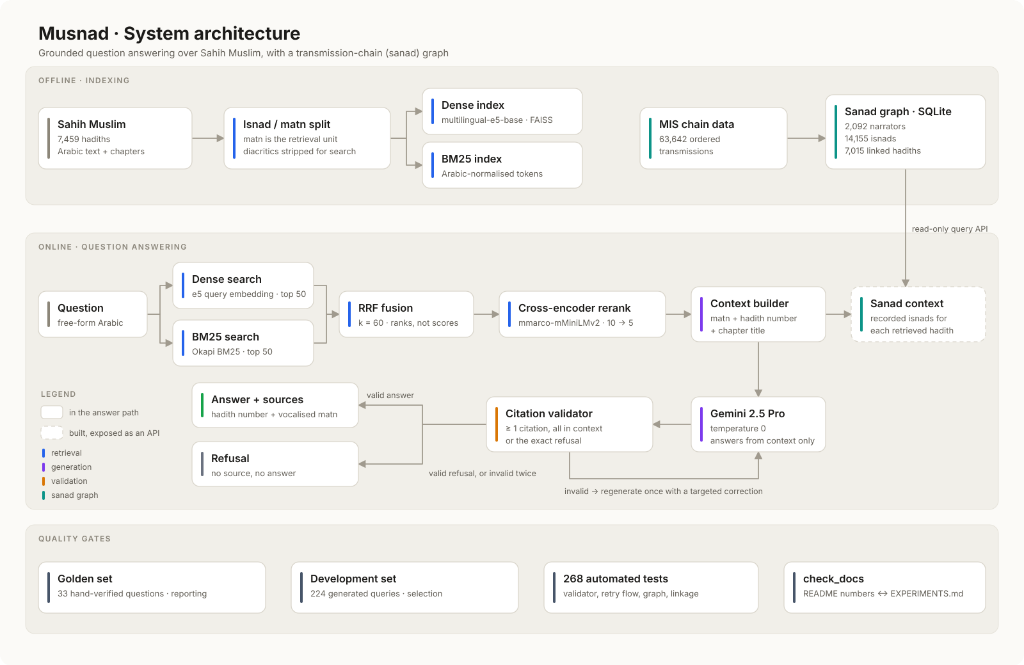 Musnad · System architecture
Grounded question answering over Sahih Muslim, with a transmission-chain (sanad) graph
OFFLINE · INDEXING
Sahih Muslim
7,459 hadiths
Arabic text + chapters
Isnad / matn split
matn is the retrieval unit
diacritics stripped for search
Dense index
multilingual-e5-base · FAISS
BM25 index
Arabic-normalised tokens
MIS chain data
63,642 ordered
transmissions
Sanad graph · SQLite
2,092 narrators
14,155 isnads
7,015 linked hadiths
read-only query API
ONLINE · QUESTION ANSWERING
Question
free-form Arabic
Dense search
e5 query embedding · top 50
BM25 search
Okapi BM25 · top 50
RRF fusion
k = 60 · ranks, not scores
Cross-encoder rerank
mmarco-mMiniLMv2 · 10 → 5
Context builder
matn + hadith number
+ chapter title
Sanad context
recorded isnads for
each retrieved hadith
LEGEND
in the answer path
built, exposed as an API
retrieval
generation
validation
sanad graph
Answer + sources
hadith number + vocalised matn
Refusal
no source, no answer
valid answer
valid refusal, or invalid twice
Citation validator
≥ 1 citation, all in context
or the exact refusal
Gemini 2.5 Pro
temperature 0
answers from context only
invalid → regenerate once with a targeted correction
QUALITY GATES
Golden set
33 hand-verified questions · reporting
Development set
224 generated queries · selection
268 automated tests
validator, retry flow, graph, linkage
check_docs
README numbers ↔ EXPERIMENTS.md